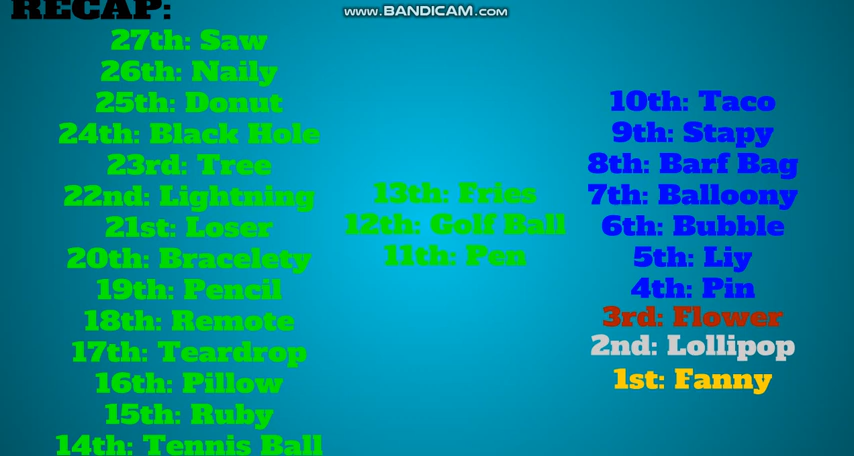 RECAP:
www.BANDICAM.com
27th: Saw
26th: Naily
25th: Donut
24th: Black Hole
23rd: Tree
22nd: Lightning
21st: Loser
20th: Bracelety
19th: Pencil
18th: Remote
17th: Teardrop
16th: Pillow
15th: Ruby
14th: Tennis Ball
13th: Fries
12th: Golf Ball
11th: Pen
10th: Taco
9th: Stapy
8th: Barf Bag
7th: Balloony
6th: Bubble
5th: Liy
4th: Pin
3rd: Flower
2nd: Lollipop
1st: Fanny